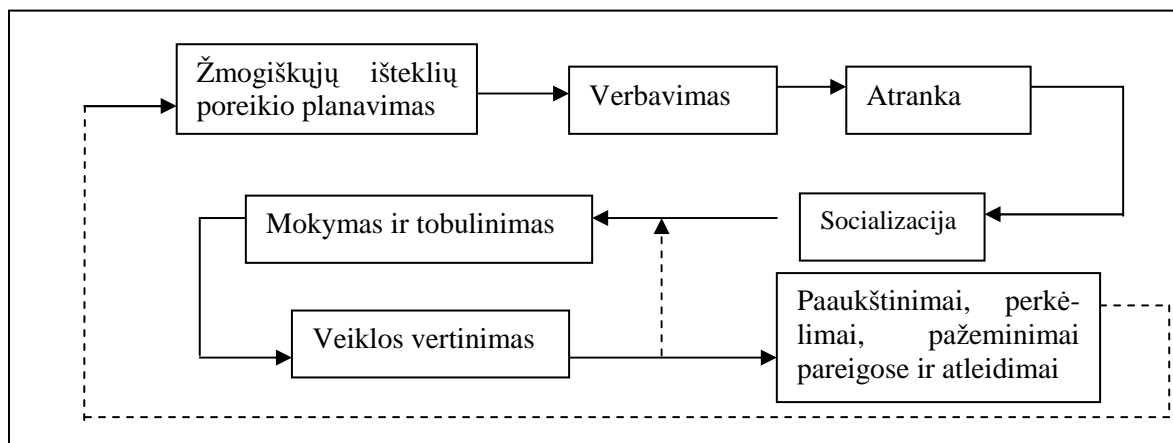 Žmogiškųjų išteklių
poreikio planavimas
Verbavimas
Atranka
Socializacija
Mokymas ir tobulinimas
Veiklos vertinimas
Paaukštinimai, perkė-
limai, pažeminimai
pareigose ir atleidimai